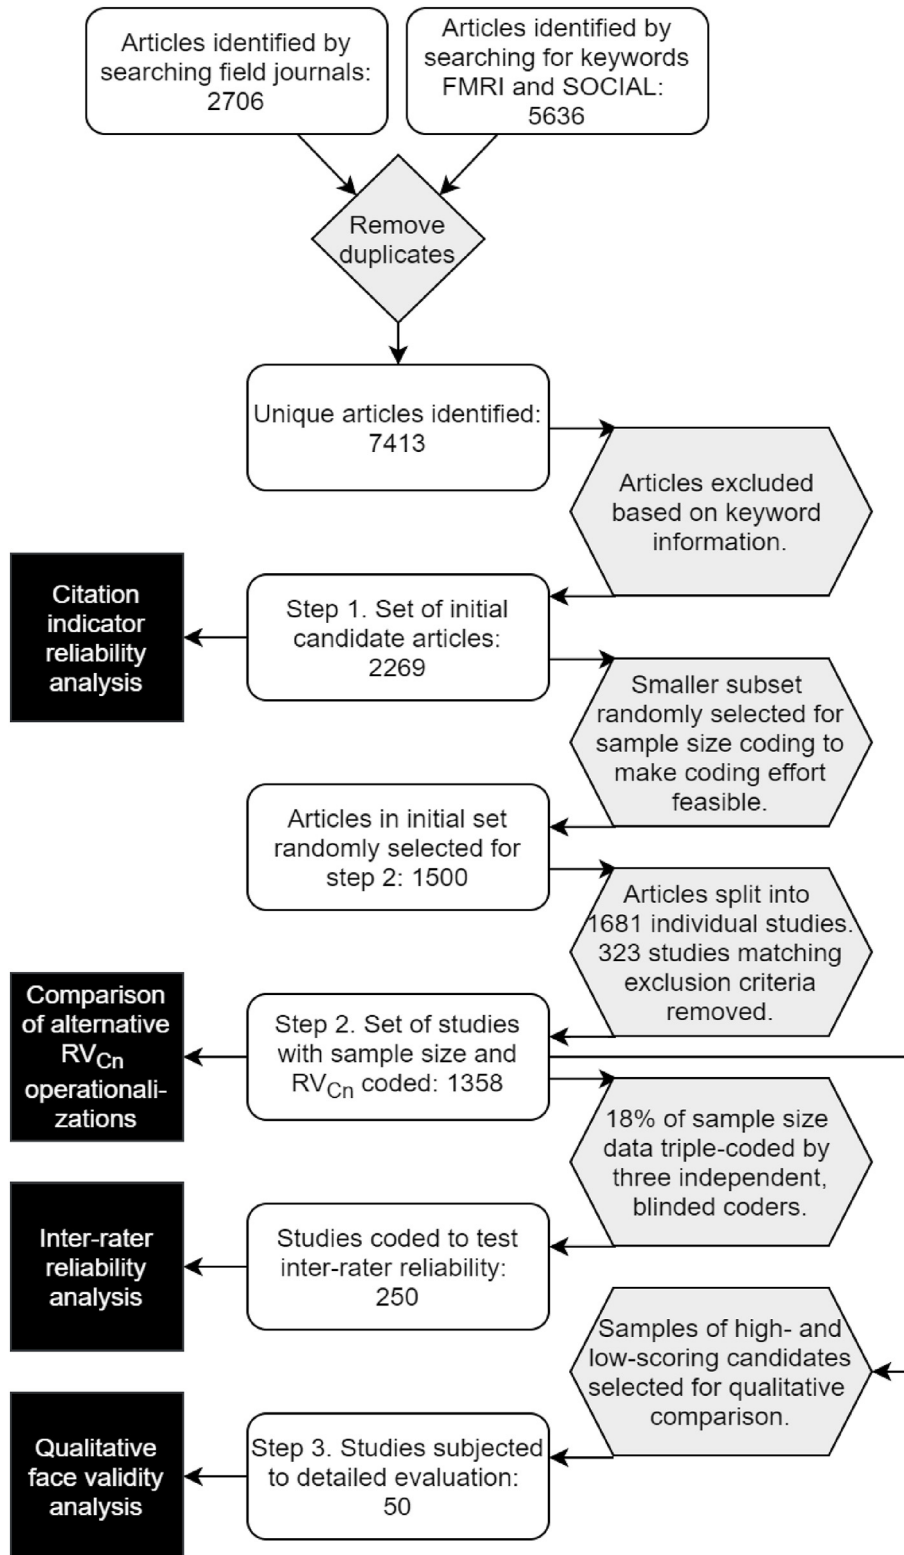 Articles identified by
searching field journals:
2706
Articles identified by
searching for keywords
FMRI and SOCIAL:
5636
Remove
duplicates
Unique articles identified:
7413
Articles excluded
based on keyword
information.
Citation
indicator
reliability
analysis
Step 1. Set of initial
candidate articles:
2269
Smaller subset
randomly selected for
sample size coding to
make coding effort
feasible.
Articles in initial set
randomly selected for
step 2: 1500
Articles split into
1681 individual studies.
323 studies matching
exclusion criteria
removed.
Comparison
of alternative
RVCn
operationali-
zations
Step 2. Set of studies
with sample size and
RVCn coded: 1358
18% of sample size
data triple-coded by
three independent,
blinded coders.
Inter-rater
reliability
analysis
Studies coded to test
inter-rater reliability:
250
Samples of high- and
low-scoring candidates
selected for qualitative
comparison.
Qualitative
face validity
analysis
Step 3. Studies subjected
to detailed evaluation:
50